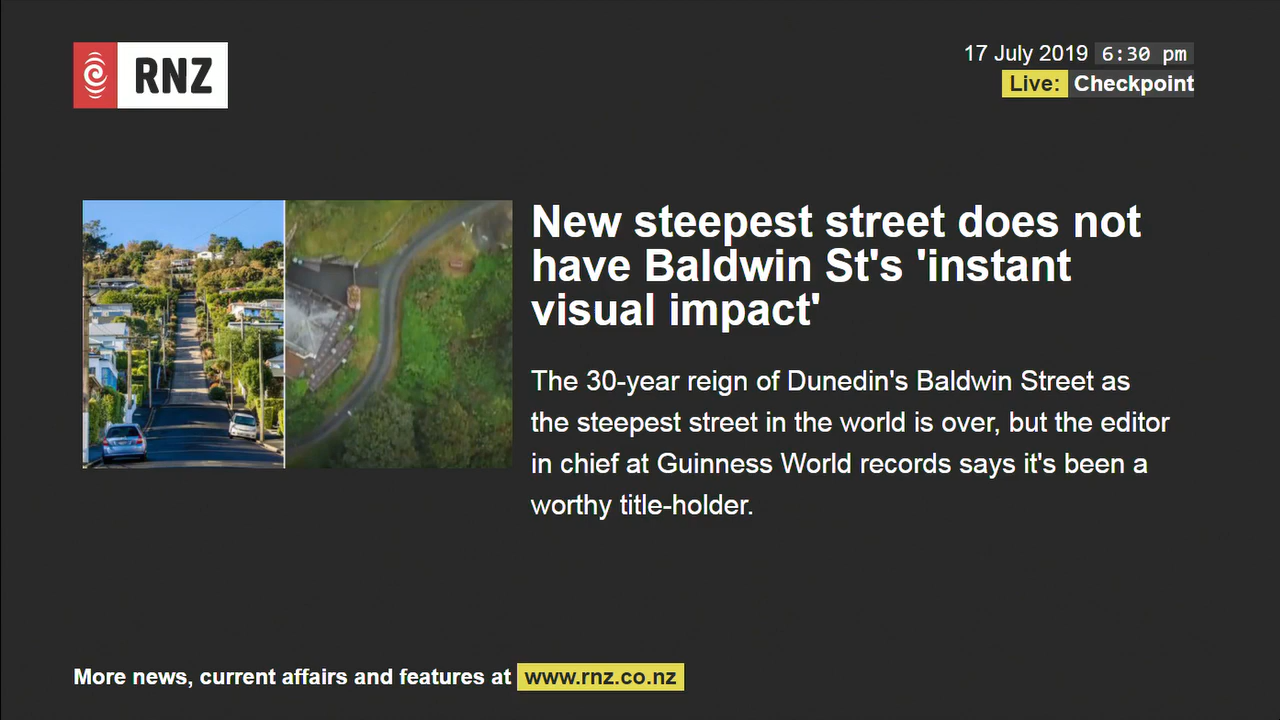 RNZ
17 July 2019 6:30 pm
Live: Checkpoint
New steepest street does not
have Baldwin St's 'instant
visual impact'
The 30-year reign of Dunedin's Baldwin Street as
the steepest street in the world is over, but the editor
in chief at Guinness World records says it's been a
worthy title-holder.
More news, current affairs and features at www.rnz.co.nz